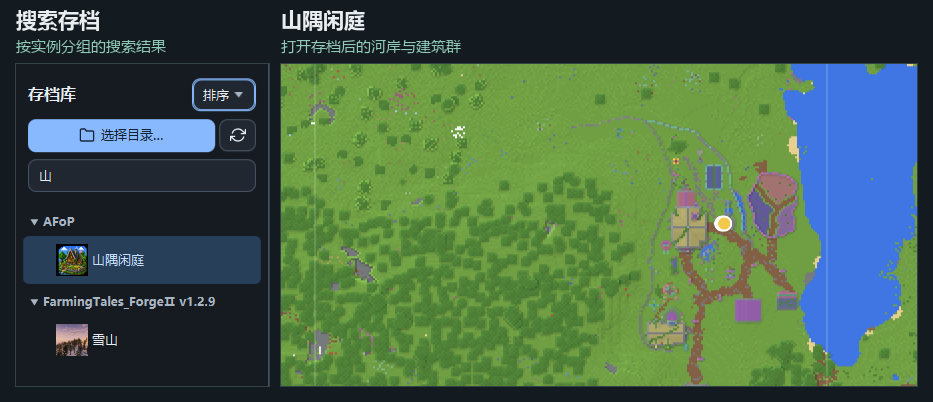 搜索存档
按实例分组的搜索结果
存档库
排序
选择目录...
山
AFoP
山隅闲庭
FarmingTales_ForgeII v1.2.9
雪山
山隅闲庭
打开存档后的河岸与建筑群